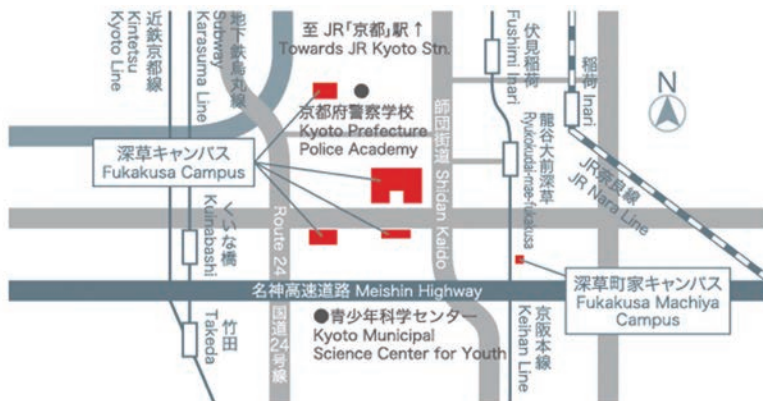 近鉄京都線
Kintetsu
Kyoto Line
地下鉄烏丸線
Subway
Karasuma Line
至 JR「京都」駅↑
Towards JR Kyoto Stn.
伏見稲荷
Fushimi Inari
稲荷 Inari
N
京都府警察学校
Kyoto Prefecture
Police Academy
師団街道 Shidan Kaido
龍谷大前深草
Ryukokudai-mae-fukakusa
JR奈良線
JR Nara Line
深草キャンパス
Fukakusa Campus
くいな橋
Kuinabashi
Route 24
国道24号線
名神高速道路 Meishin Highway
深草町家キャンパス
Fukakusa Machiya
Campus
竹田
Takeda
●青少年科学センター
Kyoto Municipal
Science Center for Youth
京阪本線
Keihan Line